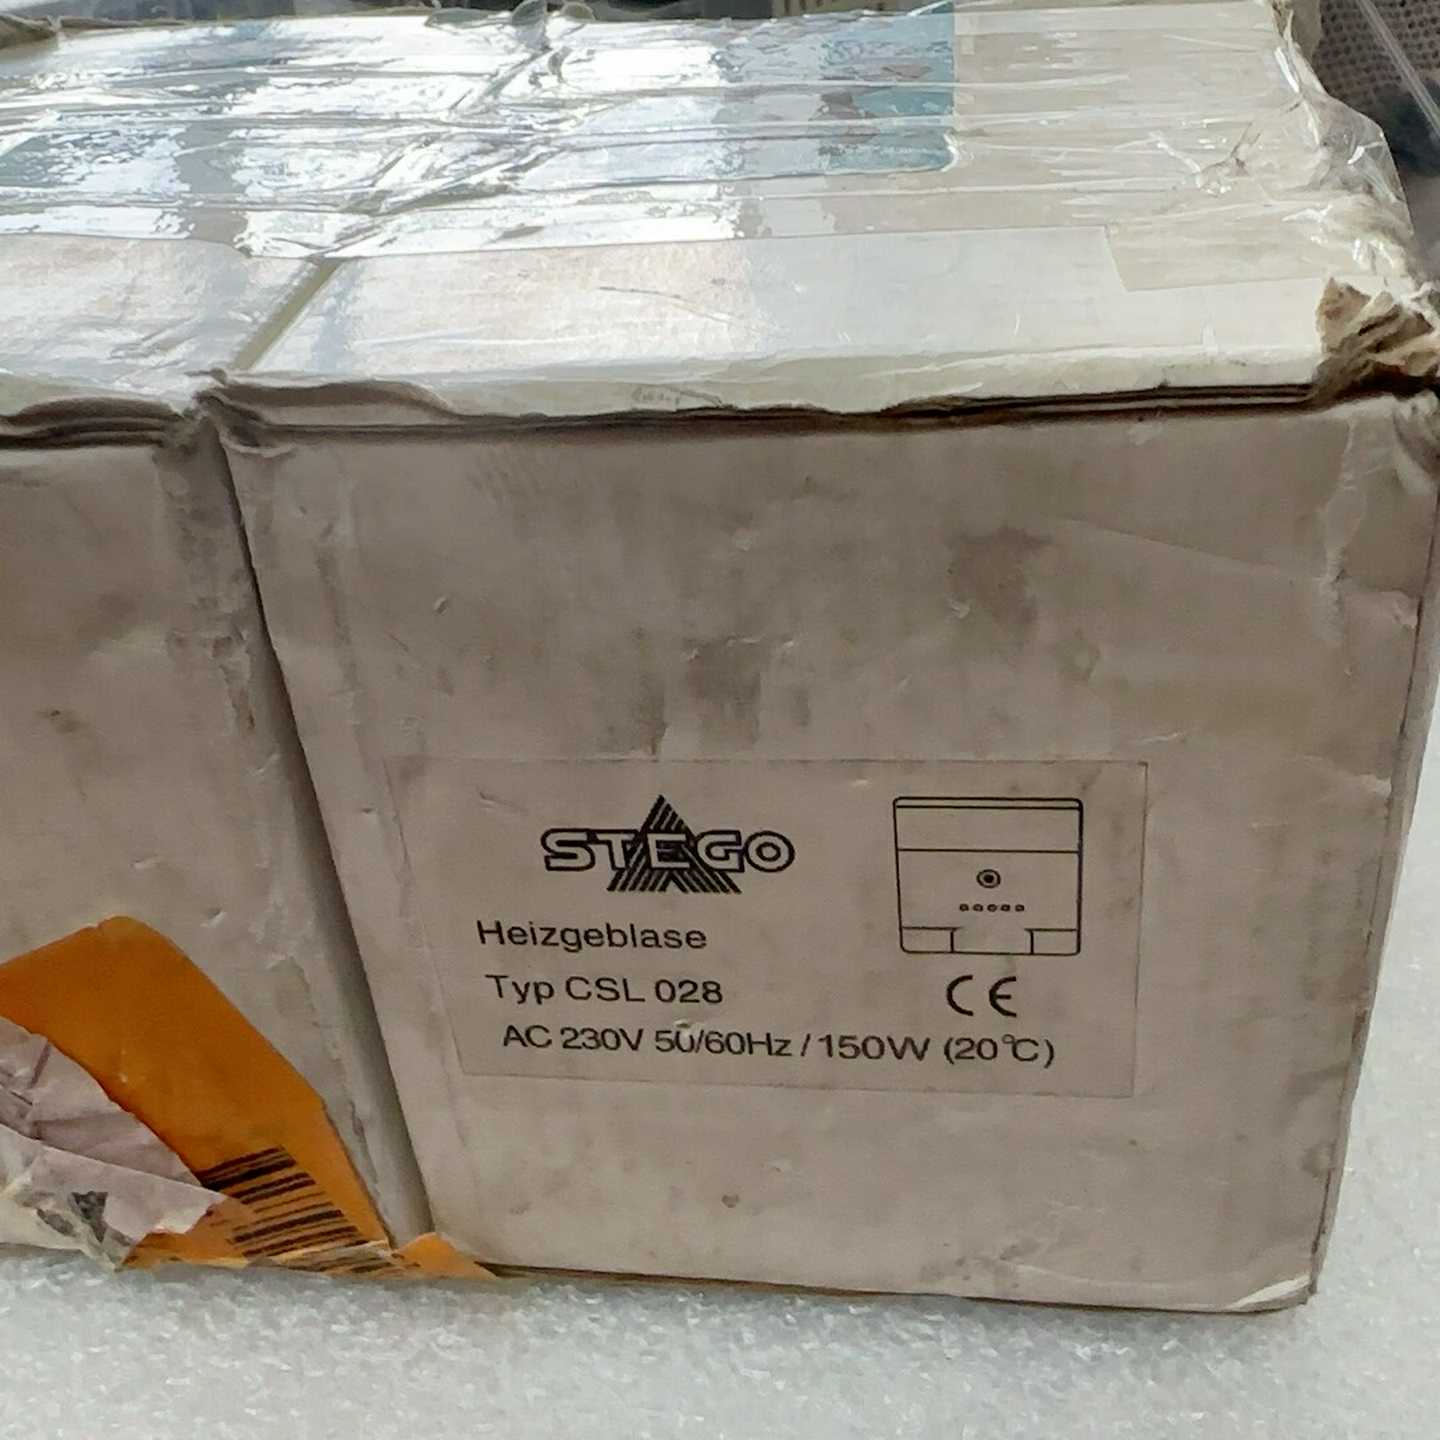 STEGO
Heizgeblase
Typ CSL 028
CE
AC 230V 50/60Hz / 150W (20°C)